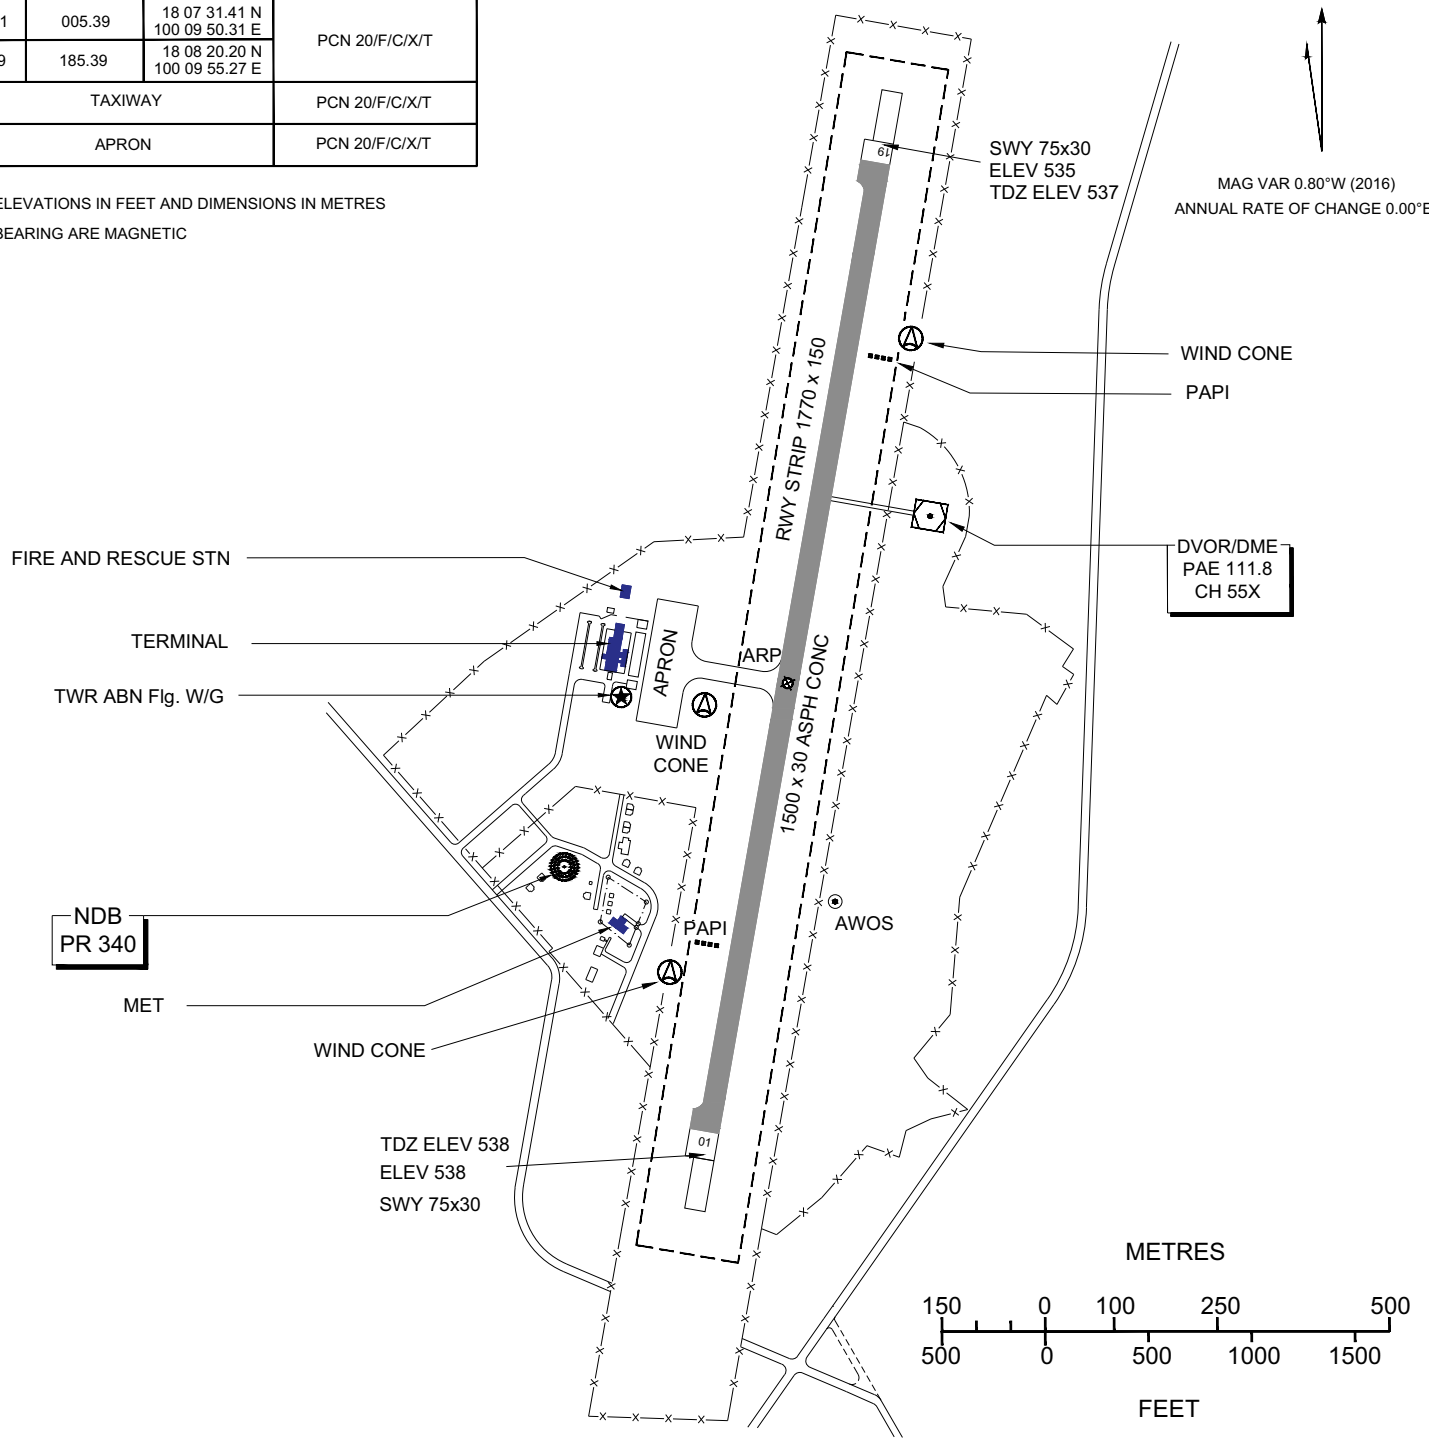 1 005.39 18 07 31.41 N
100 09 50.31 E
PCN 20/F/C/X/T
9 185.39 18 08 20.20 N
100 09 55.27 E
TAXIWAY PCN 20/F/C/X/T
APRON PCN 20/F/C/X/T
ELEVATIONS IN FEET AND DIMENSIONS IN METRES
BEARING ARE MAGNETIC
MAG VAR 0.80°W (2016)
ANNUAL RATE OF CHANGE 0.00°E
19
SWY 75x30
ELEV 535
TDZ ELEV 537
WIND CONE
PAPI
RWY STRIP 1770 x 150
DVOR/DME
PAE 111.8
CH 55X
FIRE AND RESCUE STN
TERMINAL
TWR ABN Flg. W/G
APRON
ARP
WIND
CONE
1500 x 30 ASPH CONC
NDB
PR 340
PAPI
AWOS
MET
WIND CONE
01
TDZ ELEV 538
ELEV 538
SWY 75x30
METRES
150 0 100 250 500
500 0 500 1000 1500
FEET